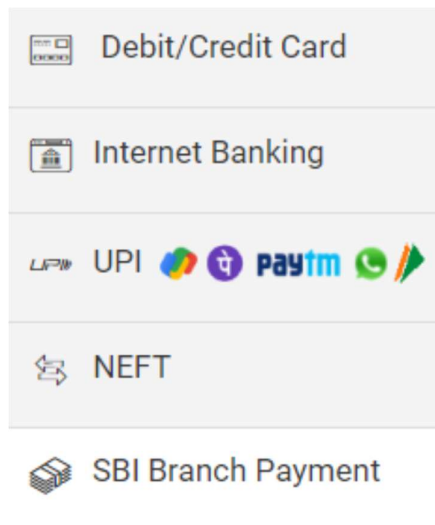 Debit/Credit Card
Internet Banking
UPI UPI पे paytm
NEFT
SBI Branch Payment